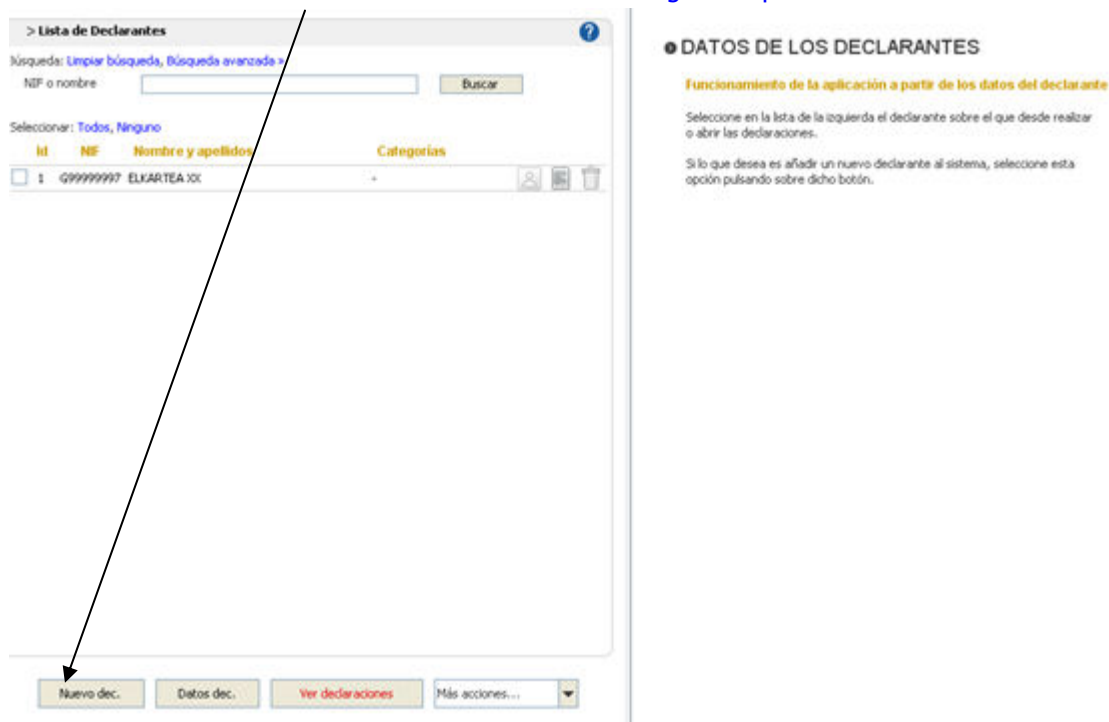 > Lista de Declarantes
Búsqueda: Limpiar búsqueda, Búsqueda avanzada »
NIF o nombre
Buscar
Seleccionar: Todos, Ninguno
Id NIF Nombre y apellidos Categorías
1 G99999997 ELKARTEA XX -
Nuevo dec. Datos dec. Ver declaraciones Más acciones...
DATOS DE LOS DECLARANTES
Funcionamiento de la aplicación a partir de los datos del declarante
Seleccione en la lista de la izquierda el declarante sobre el que desde realizar
o abrir las declaraciones.
Si lo que desea es añadir un nuevo declarante al sistema, seleccione esta
opción pulsando sobre dicho botón.